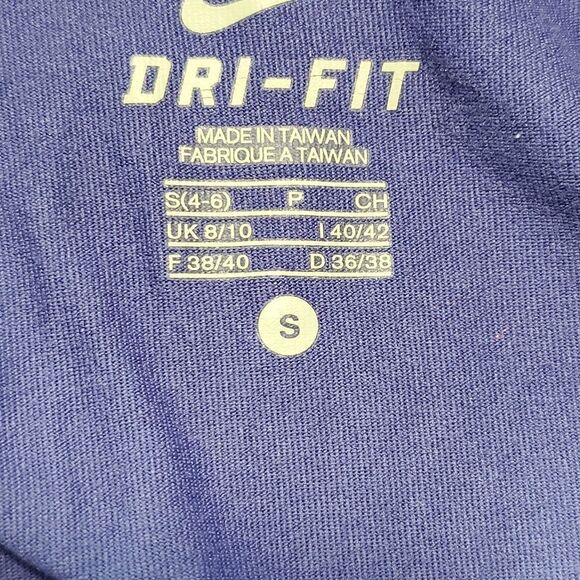 DRI-FIT
MADE IN TAIWAN
FABRIQUE A TAIWAN
S(4-6) P CH
UK 8/10 I 40/42
F 38/40 D 36/38
S